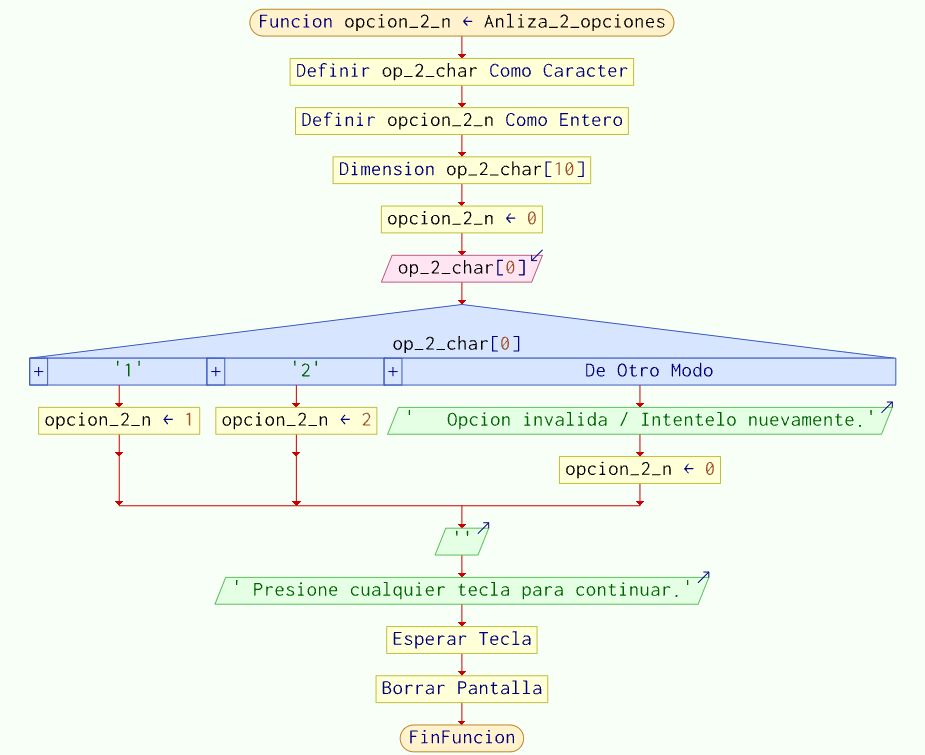 Funcion opcion_2_n ← Anliza_2_opciones
Definir op_2_char Como Caracter
Definir opcion_2_n Como Entero
Dimension op_2_char[10]
opcion_2_n ← 0
op_2_char[0]
op_2_char[0]
+ '1' + '2' + De Otro Modo
opcion_2_n ← 1 opcion_2_n ← 2 '   Opcion invalida / Intentelo nuevamente.'
opcion_2_n ← 0
''
' Presione cualquier tecla para continuar.'
Esperar Tecla
Borrar Pantalla
FinFuncion